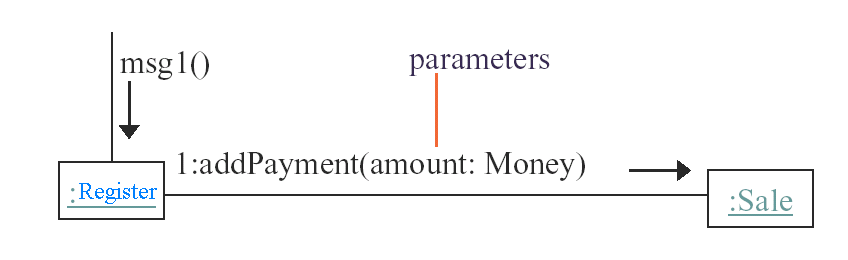 msg1()
parameters
1:addPayment(amount: Money)
:Register
:Sale